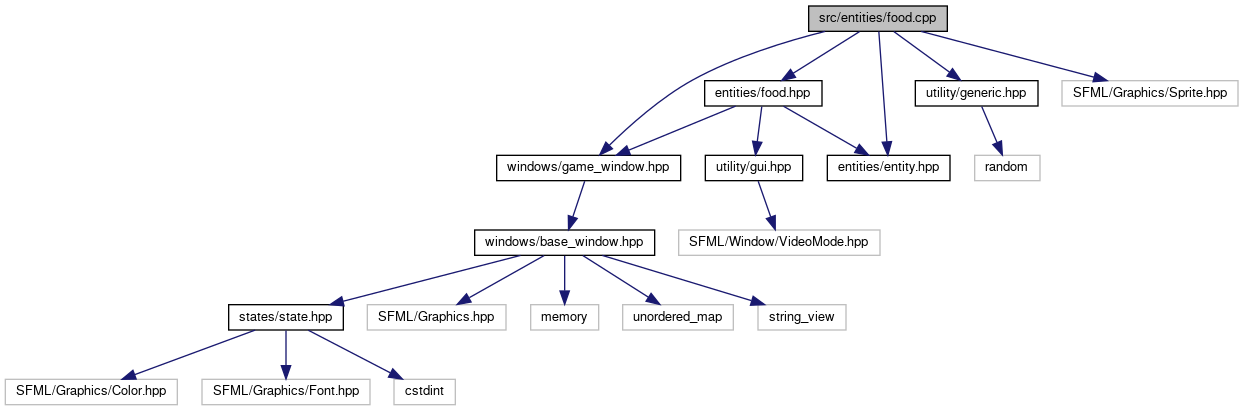 src/entities/food.cpp
entities/food.hpp
utility/generic.hpp
SFML/Graphics/Sprite.hpp
windows/game_window.hpp
utility/gui.hpp
entities/entity.hpp
random
windows/base_window.hpp
SFML/Window/VideoMode.hpp
states/state.hpp
SFML/Graphics.hpp
memory
unordered_map
string_view
SFML/Graphics/Color.hpp
SFML/Graphics/Font.hpp
cstdint